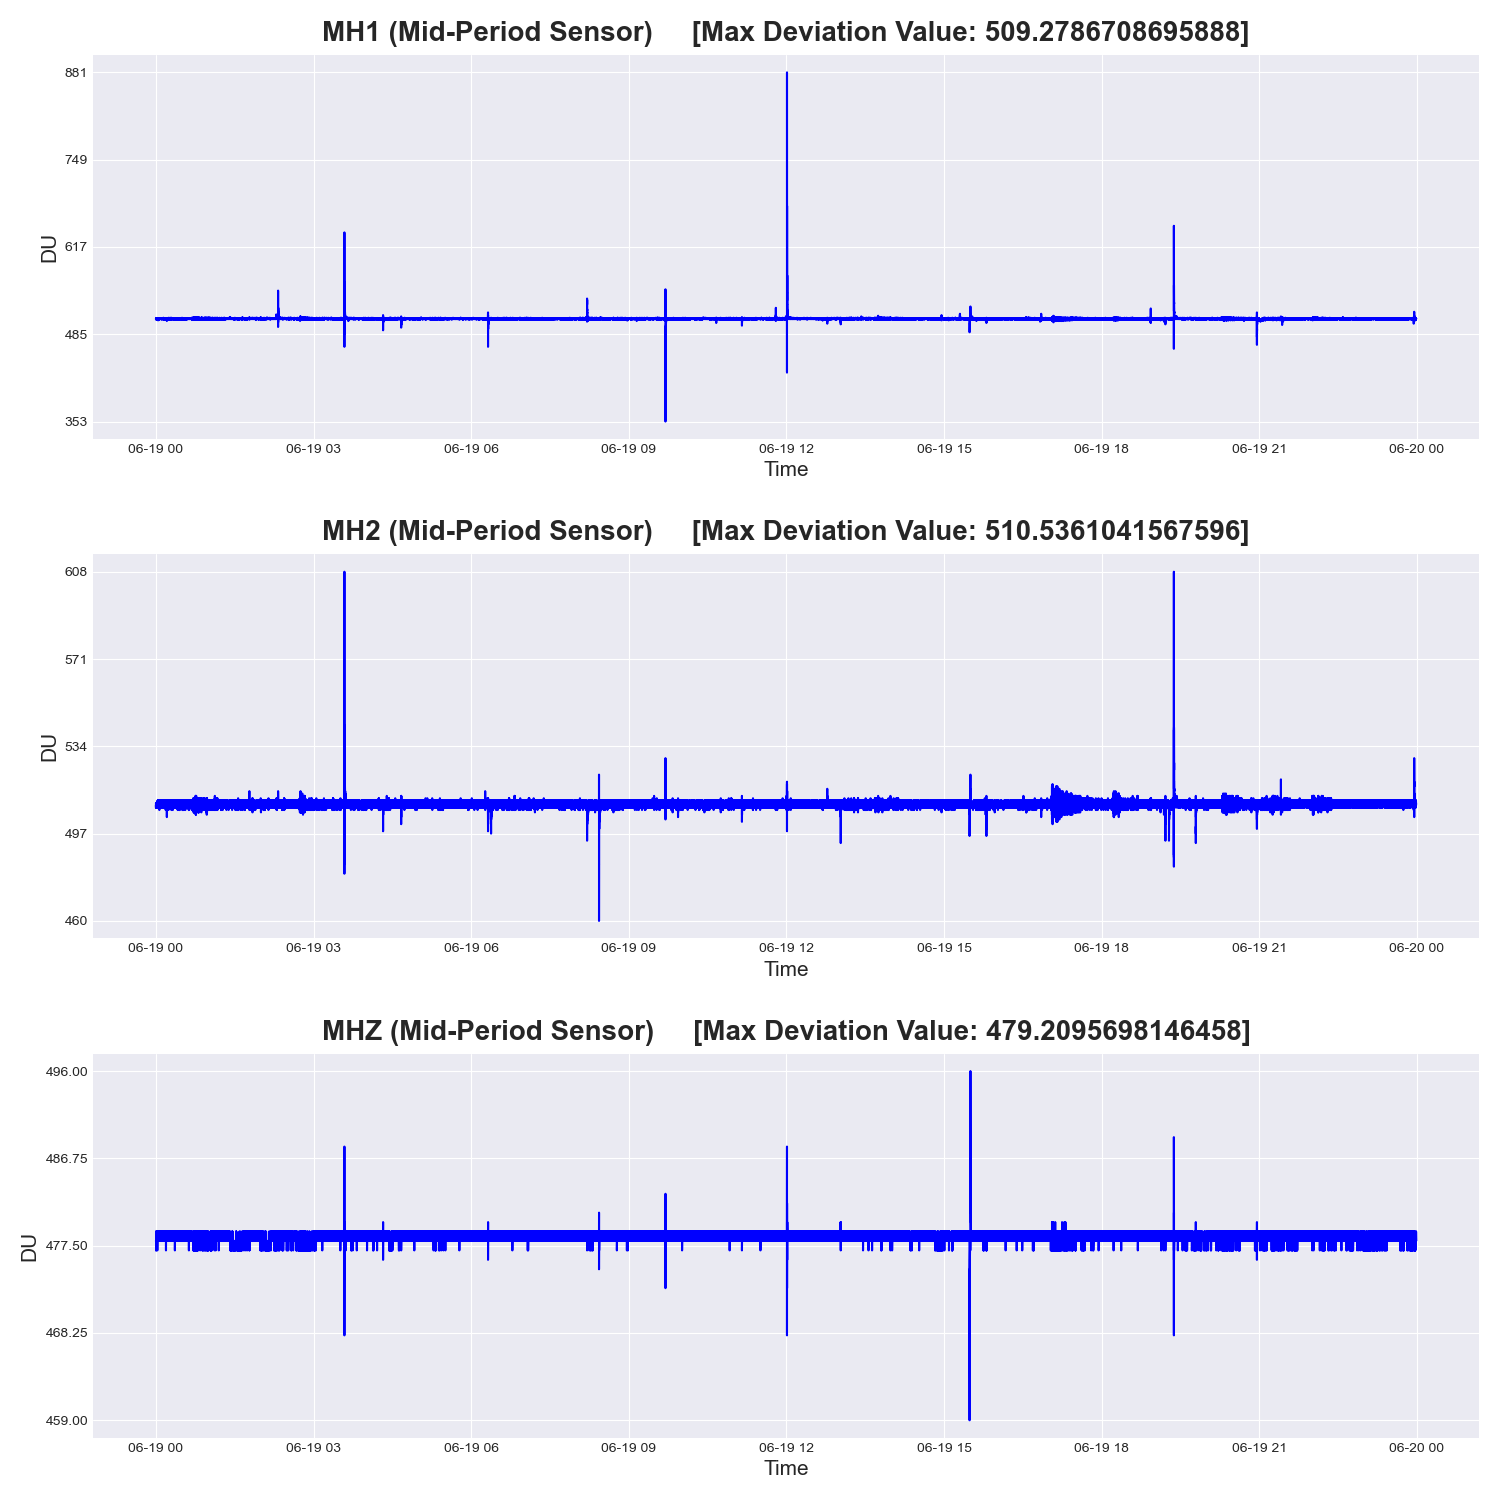 MH1 (Mid-Period Sensor) [Max Deviation Value: 509.2786708695888]
881
749
617
485
353
DU
06-19 00 06-19 03 06-19 06 06-19 09 06-19 12 06-19 15 06-19 18 06-19 21 06-20 00
Time
MH2 (Mid-Period Sensor) [Max Deviation Value: 510.5361041567596]
608
571
534
497
460
DU
06-19 00 06-19 03 06-19 06 06-19 09 06-19 12 06-19 15 06-19 18 06-19 21 06-20 00
Time
MHZ (Mid-Period Sensor) [Max Deviation Value: 479.2095698146458]
496.00
486.75
477.50
468.25
459.00
DU
06-19 00 06-19 03 06-19 06 06-19 09 06-19 12 06-19 15 06-19 18 06-19 21 06-20 00
Time